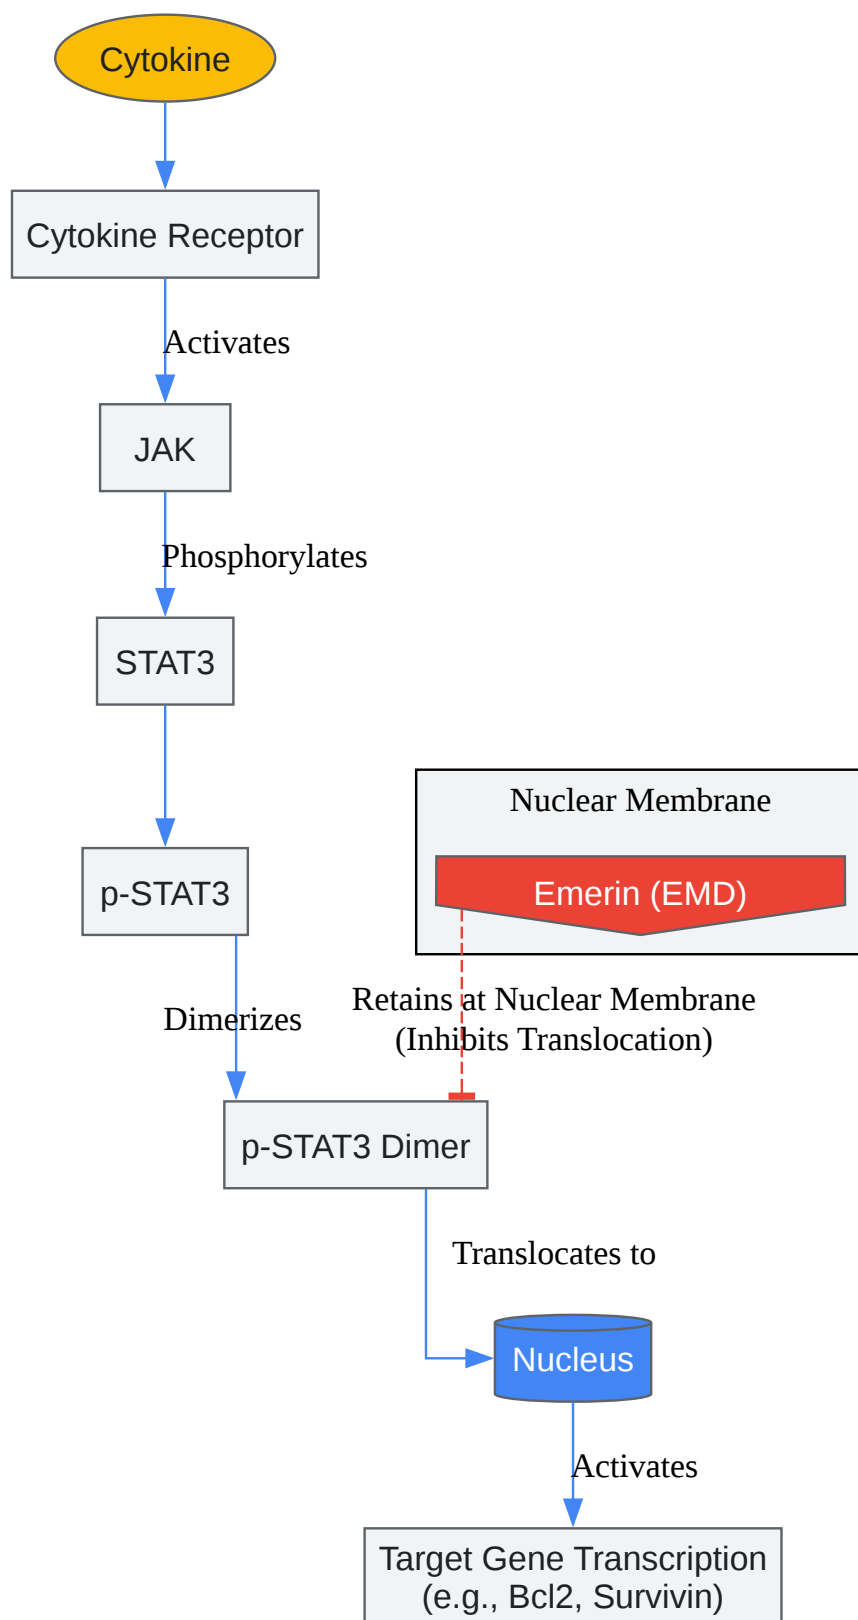 Cytokine
Cytokine Receptor
Activates
JAK
Phosphorylates
STAT3
Nuclear Membrane
p-STAT3
Emerin (EMD)
Dimerizes
Retains at Nuclear Membrane
(Inhibits Translocation)
p-STAT3 Dimer
Translocates to
Nucleus
Activates
Target Gene Transcription
(e.g., Bcl2, Survivin)